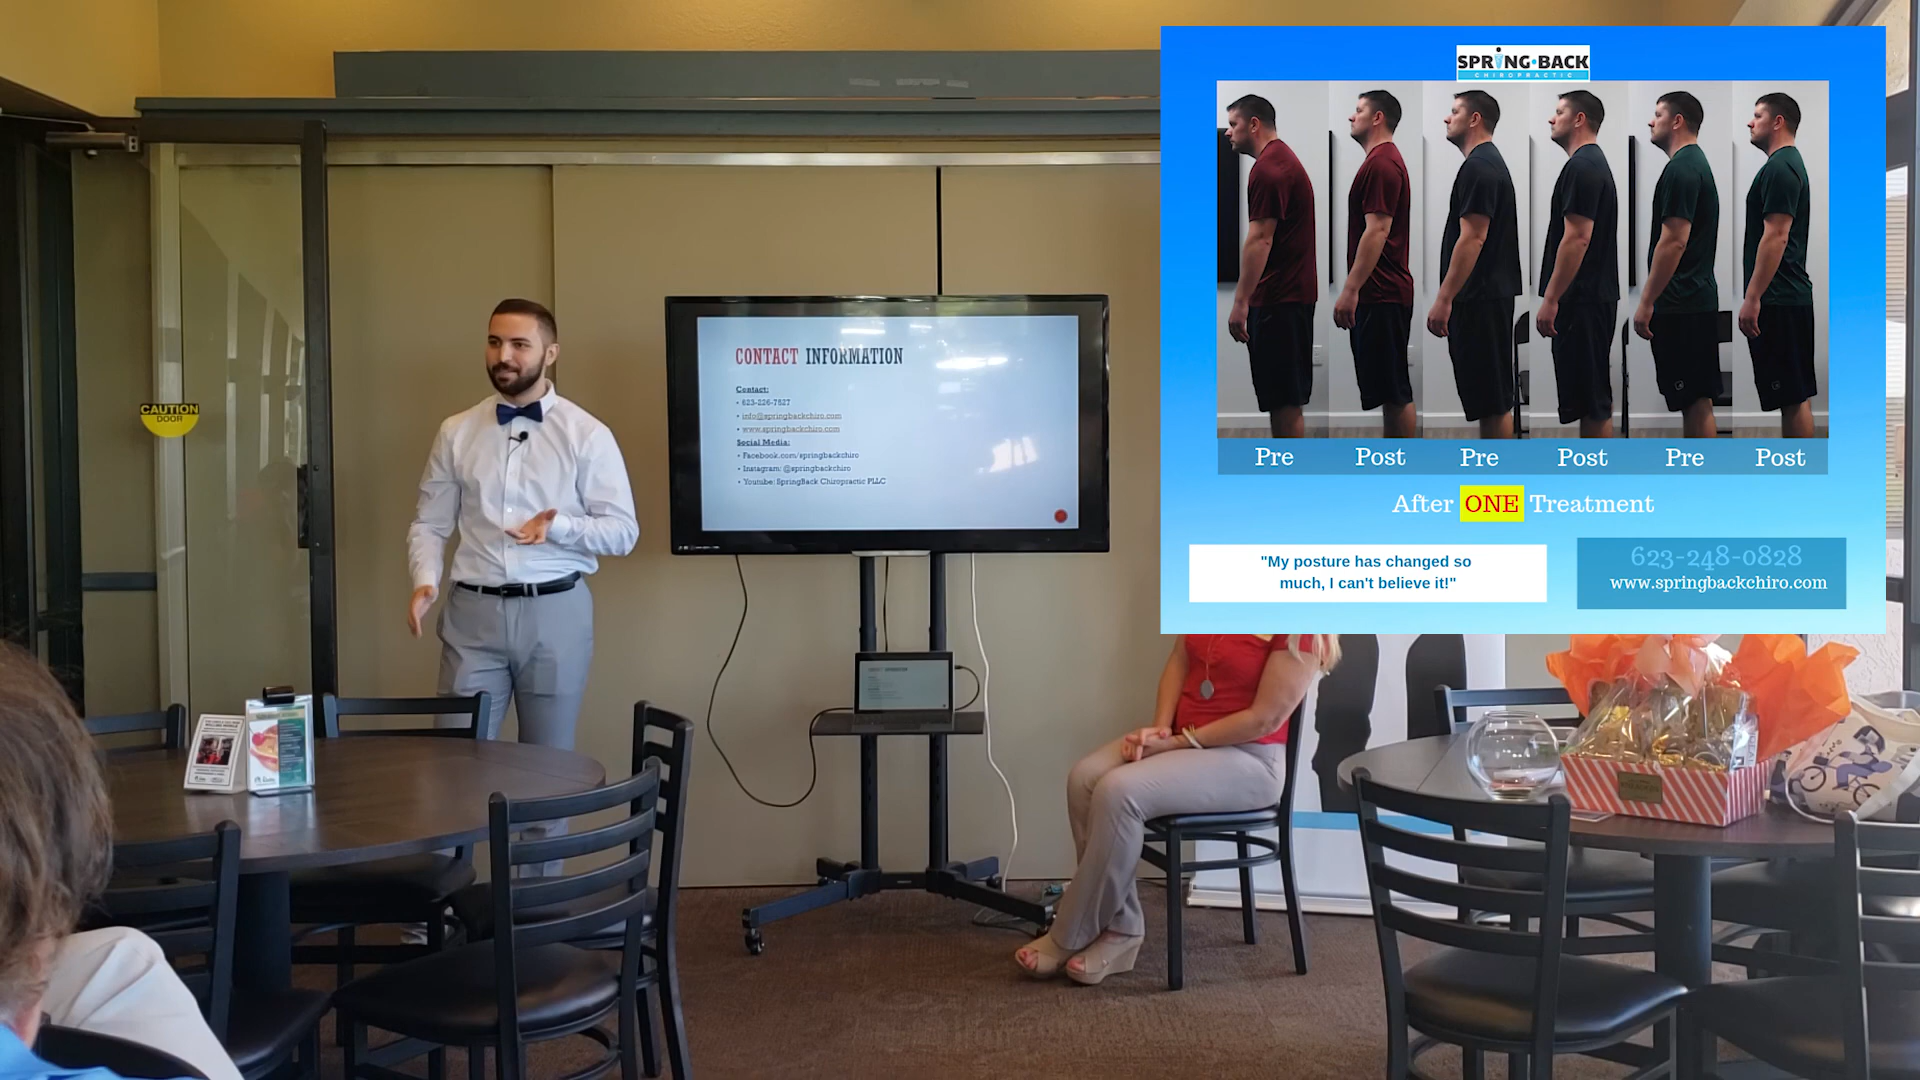 SPRING·BACK
CHIROPRACTIC
Pre Post Pre Post Pre Post
After ONE Treatment
"My posture has changed so
much, I can't believe it!"
623-248-0828
www.springbackchiro.com
CONTACT INFORMATION
Contact:
• 623-226-7527
• info@springbackchiro.com
• www.springbackchiro.com
Social Media:
• Facebook.com/springbackchiro
• Instagram: @springbackchiro
• Youtube: SpringBack Chiropractic PLLC
CAUTION
DOOR